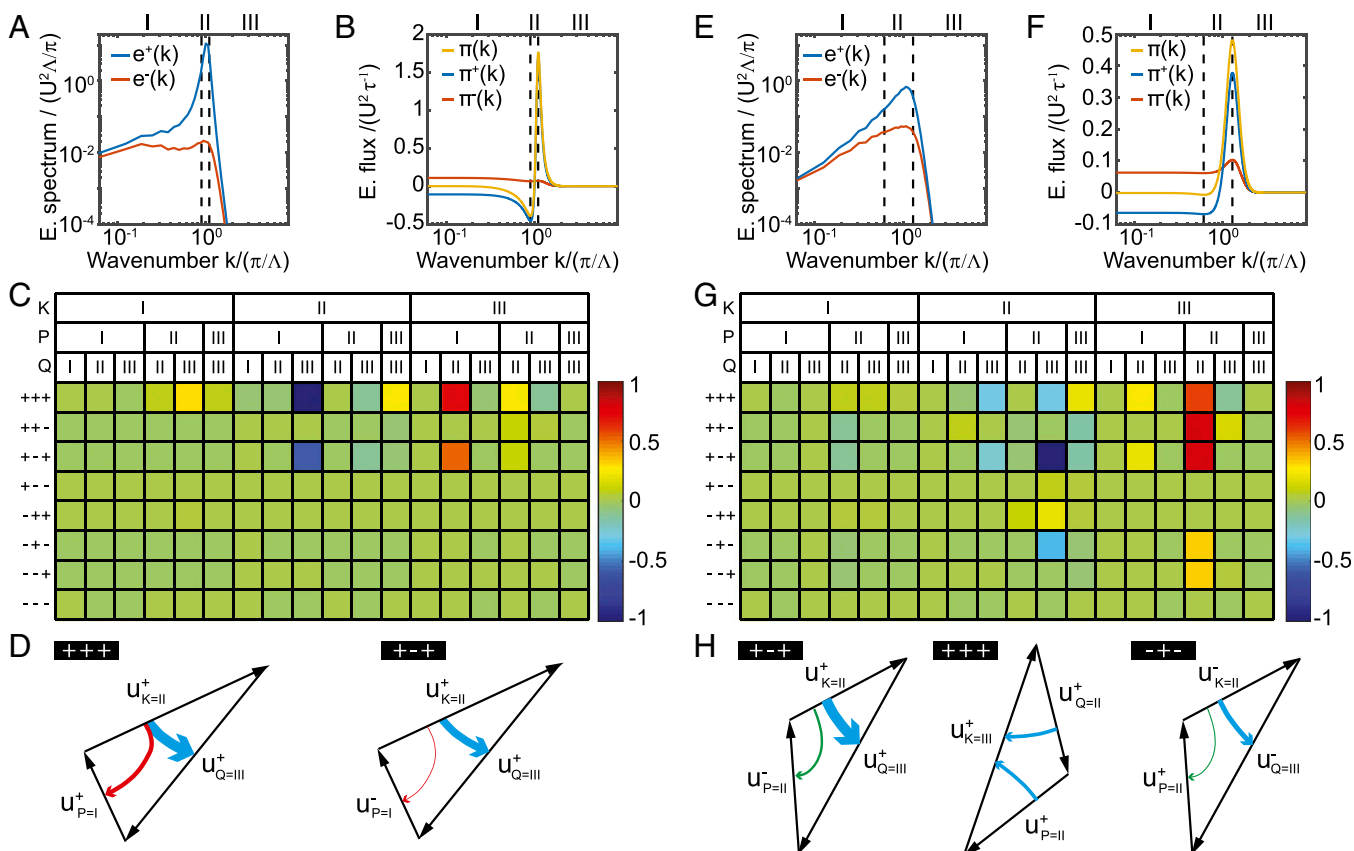 A
I II III
E. spectrum / (U²Λ/π)
e⁺(k)
e⁻(k)
10⁰
10⁻²
10⁻⁴
10⁻¹ 10⁰
Wavenumber k/(π/Λ)
B
I II III
E. flux /(U² τ⁻¹)
π(k)
π⁺(k)
π⁻(k)
2
1.5
1
0.5
0
-0.5
10⁻¹ 10⁰
Wavenumber k/(π/Λ)
E
I II III
E. spectrum / (U²Λ/π)
e⁺(k)
e⁻(k)
10⁰
10⁻²
10⁻⁴
10⁻¹ 10⁰
Wavenumber k/(π/Λ)
F
I II III
E. flux /(U² τ⁻¹)
π(k)
π⁺(k)
π⁻(k)
0.5
0.4
0.3
0.2
0.1
0
-0.1
10⁻¹ 10⁰
Wavenumber k/(π/Λ)
C
K I II III
P I II III I II III I II III
Q I II III II III III I II III II III III I II III II III III
+++
++-
+-+
+--
-++
-+-
--+
---
1
0.5
0
-0.5
-1
G
K I II III
P I II III I II III I II III
Q I II III II III III I II III II III III I II III II III III
+++
++-
+-+
+--
-++
-+-
--+
---
1
0.5
0
-0.5
-1
D
+++
u⁺K=II
u⁺Q=III
u⁺P=I
+-+
u⁺K=II
u⁺Q=III
u⁻P=I
H
+-+
u⁺K=II
u⁺Q=III
u⁻P=II
+++
u⁺Q=II
u⁺K=III
u⁺P=II
-+-
u⁻K=II
u⁻Q=III
u⁺P=II